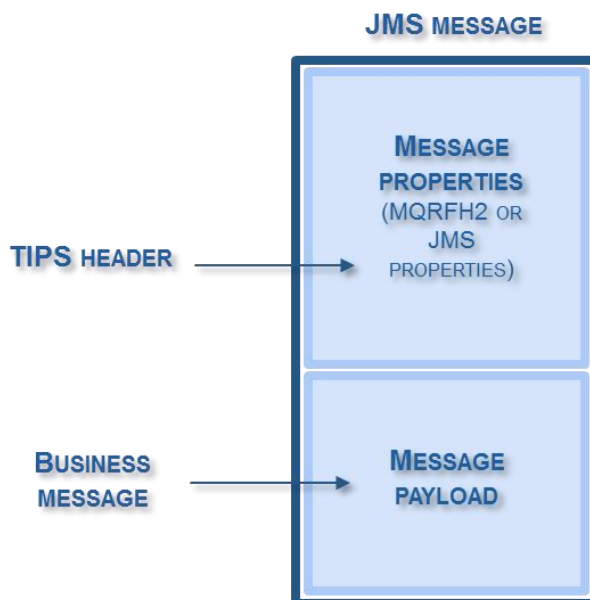 JMS MESSAGE
MESSAGE
PROPERTIES
(MQRFH2 OR
JMS
PROPERTIES)
TIPS HEADER
BUSINESS
MESSAGE
MESSAGE
PAYLOAD